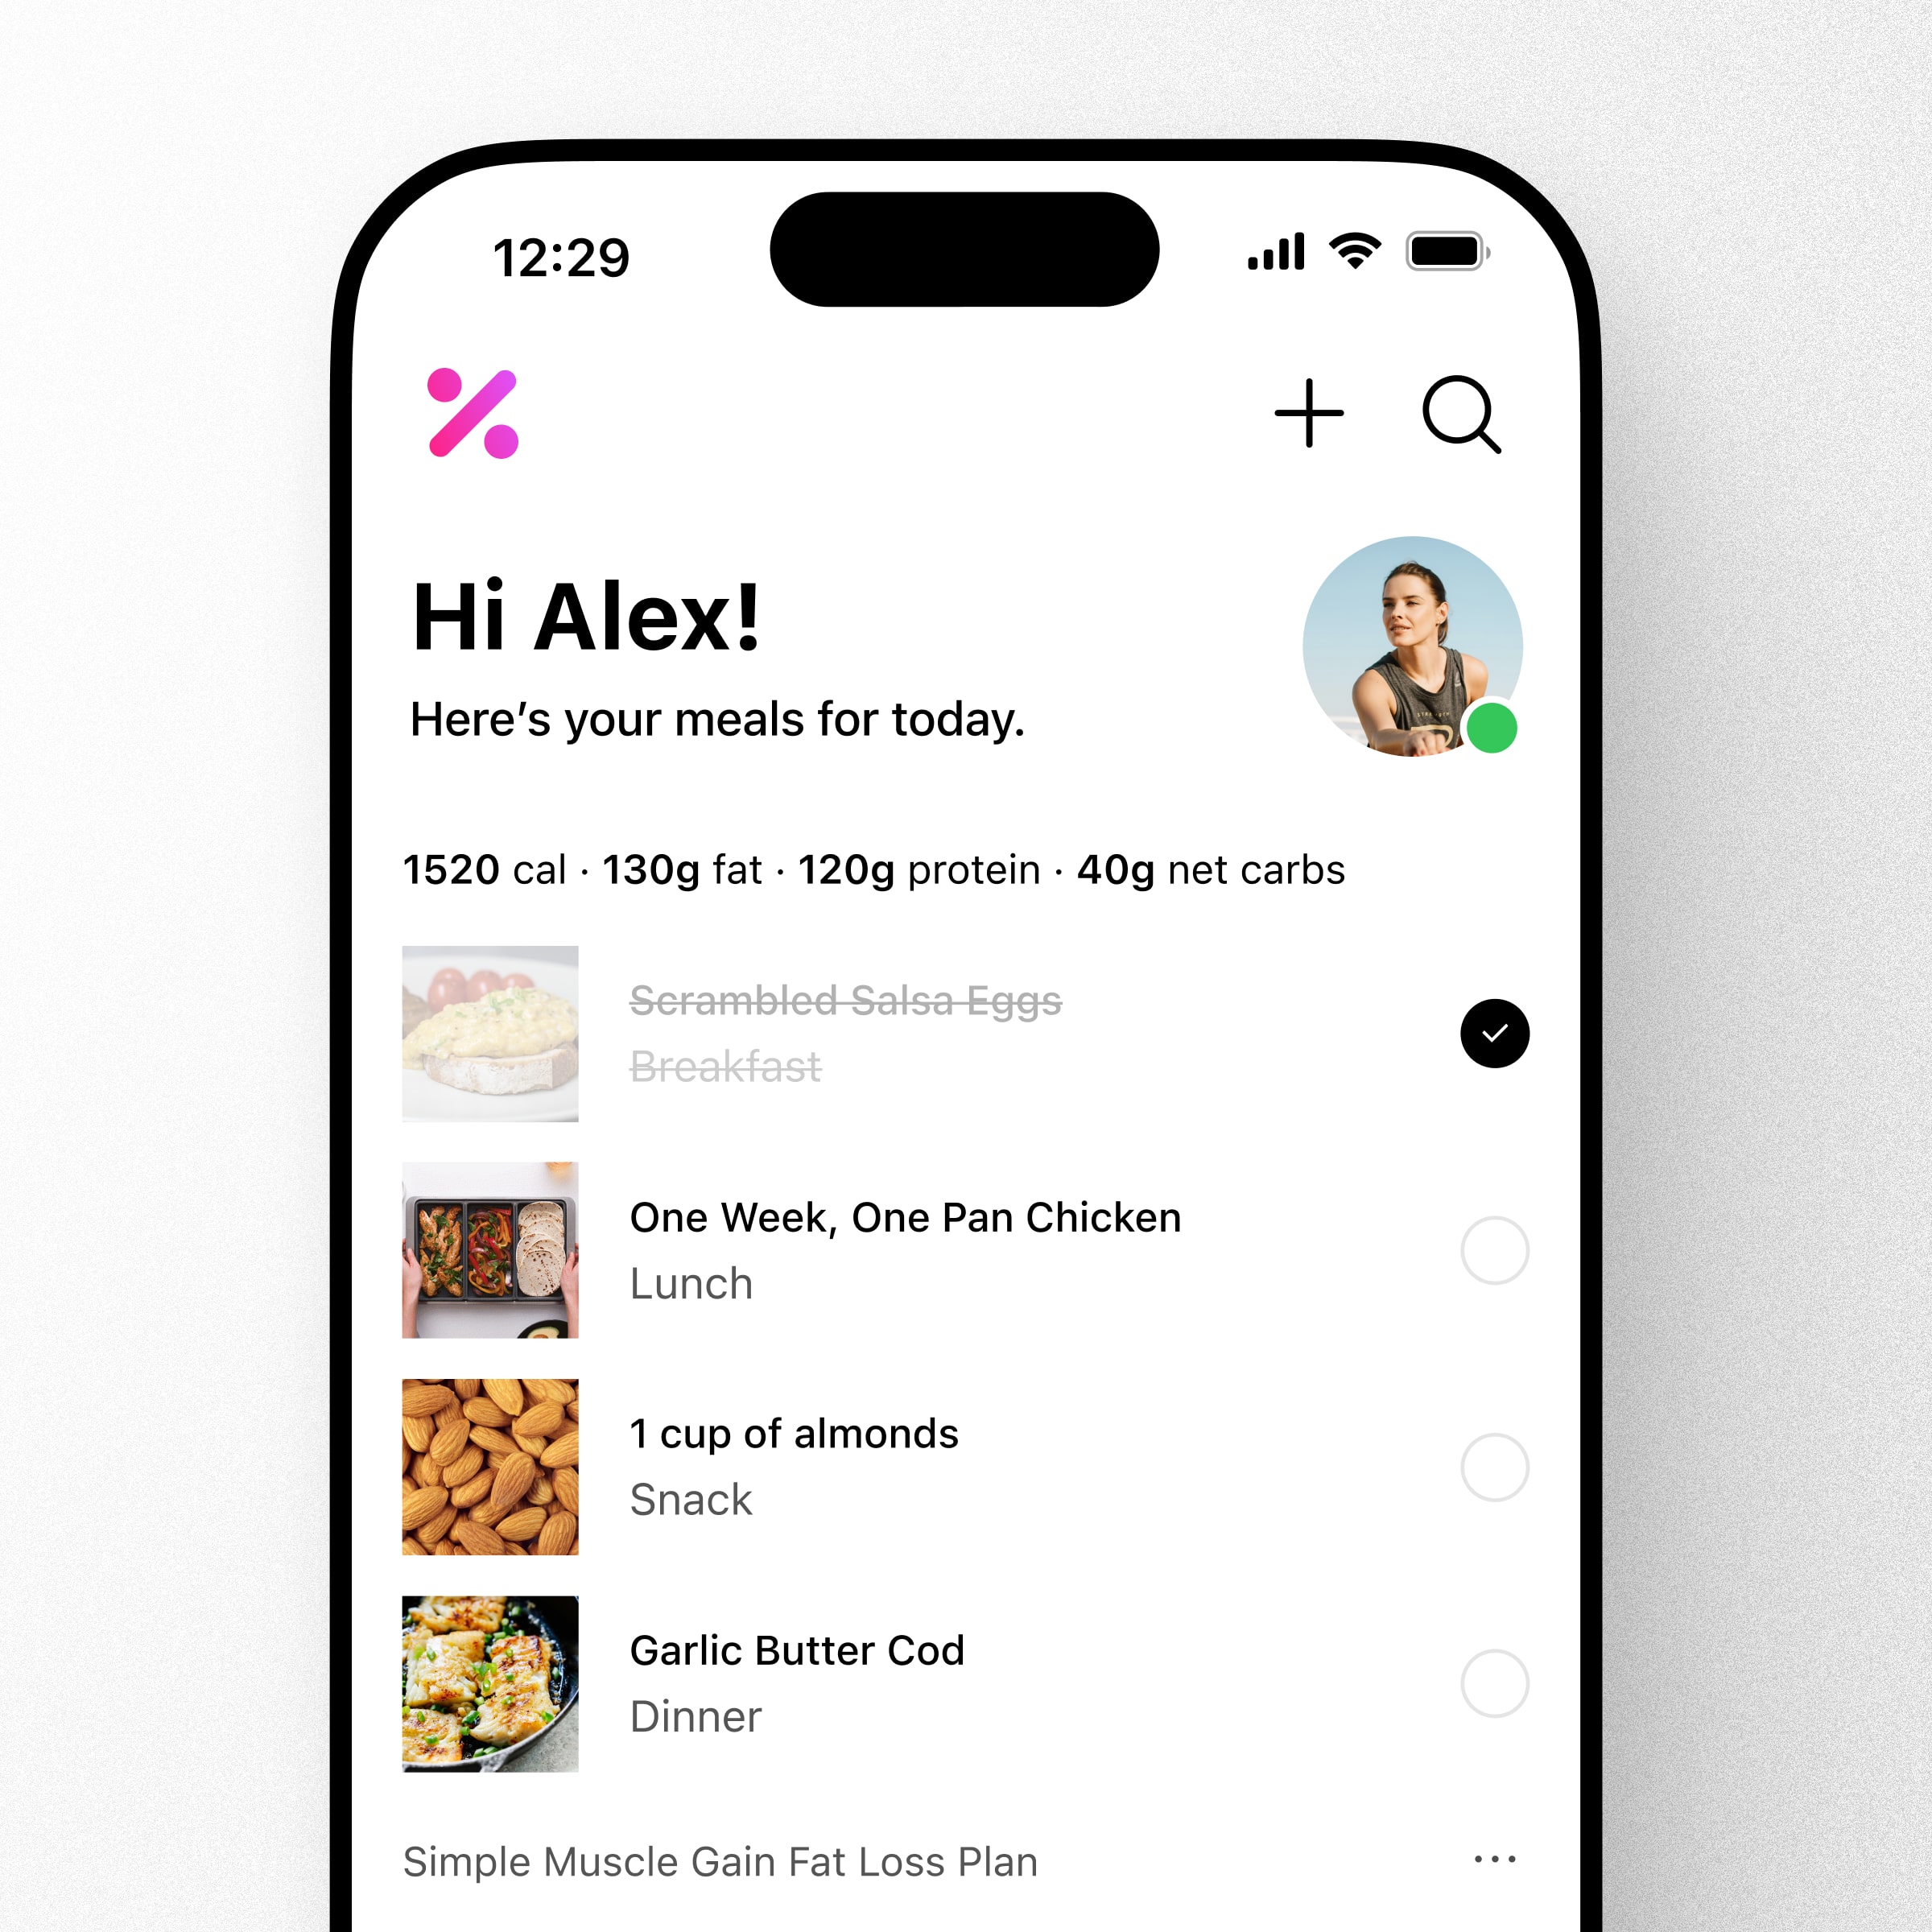 12:29
Hi Alex!
Here’s your meals for today.
1520 cal · 130g fat · 120g protein · 40g net carbs
Scrambled Salsa Eggs
Breakfast
One Week, One Pan Chicken
Lunch
1 cup of almonds
Snack
Garlic Butter Cod
Dinner
Simple Muscle Gain Fat Loss Plan